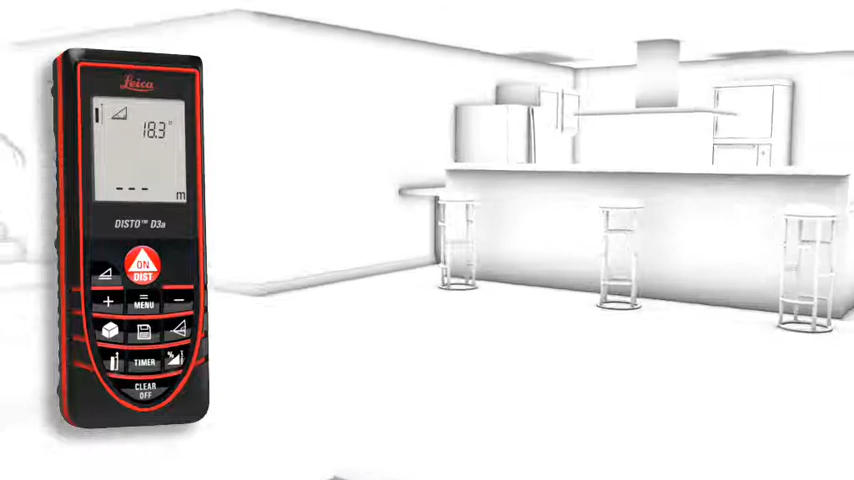 Leica
18.3°
---
m
DISTO™ D3a
ON
DIST
+
=
MENU
−
TIMER
%
CLEAR
OFF